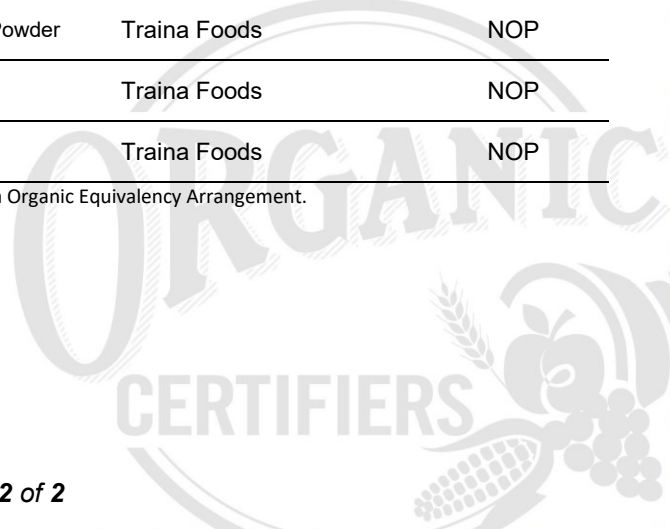 Powder Traina Foods NOP
Traina Foods NOP
Traina Foods NOP
Organic Equivalency Arrangement.
ORGANIC
CERTIFIERS
2 of 2